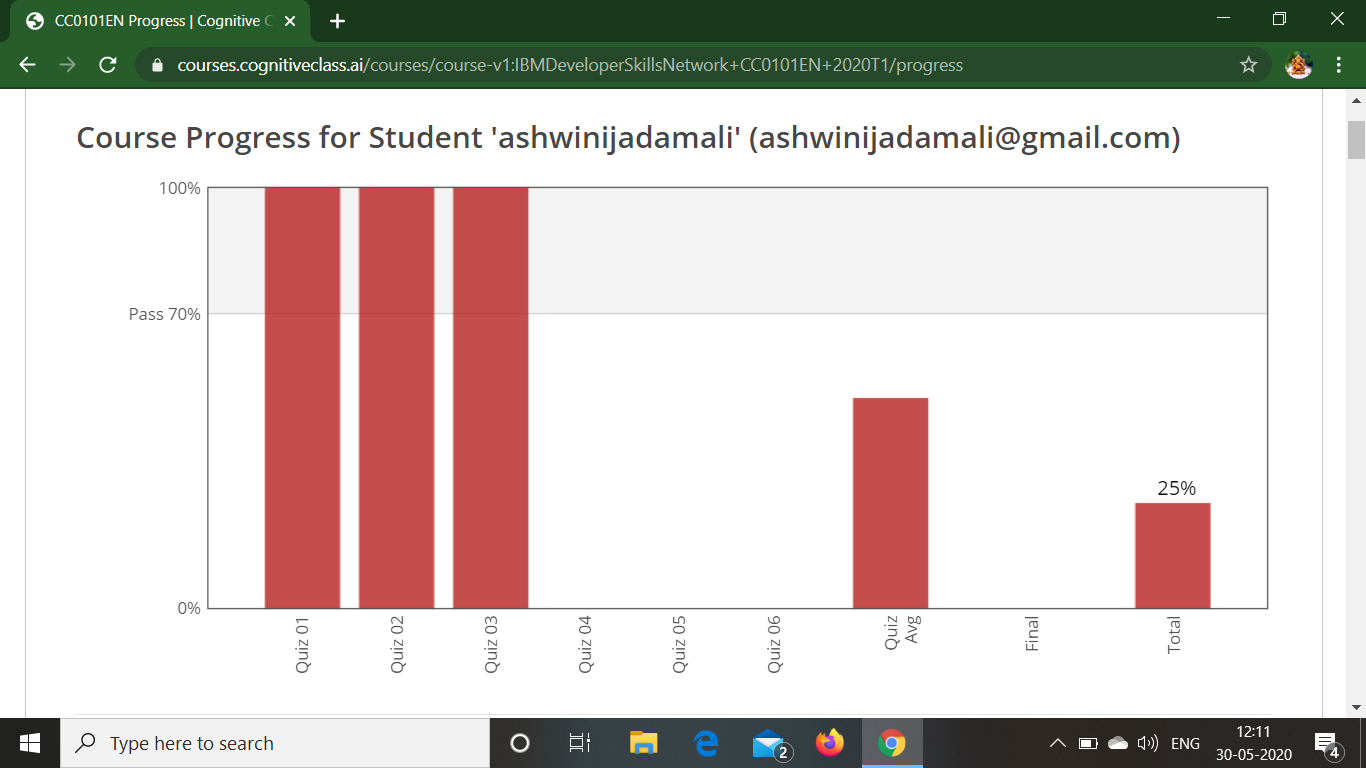 CC0101EN Progress | Cognitive C
courses.cognitiveclass.ai/courses/course-v1:IBMDeveloperSkillsNetwork+CC0101EN+2020T1/progress
Course Progress for Student 'ashwinijadamali' (ashwinijadamali@gmail.com)
100%
Pass 70%
25%
0%
Quiz 01
Quiz 02
Quiz 03
Quiz 04
Quiz 05
Quiz 06
Quiz
Avg
Final
Total
Type here to search
2
ENG
12:11
30-05-2020
4